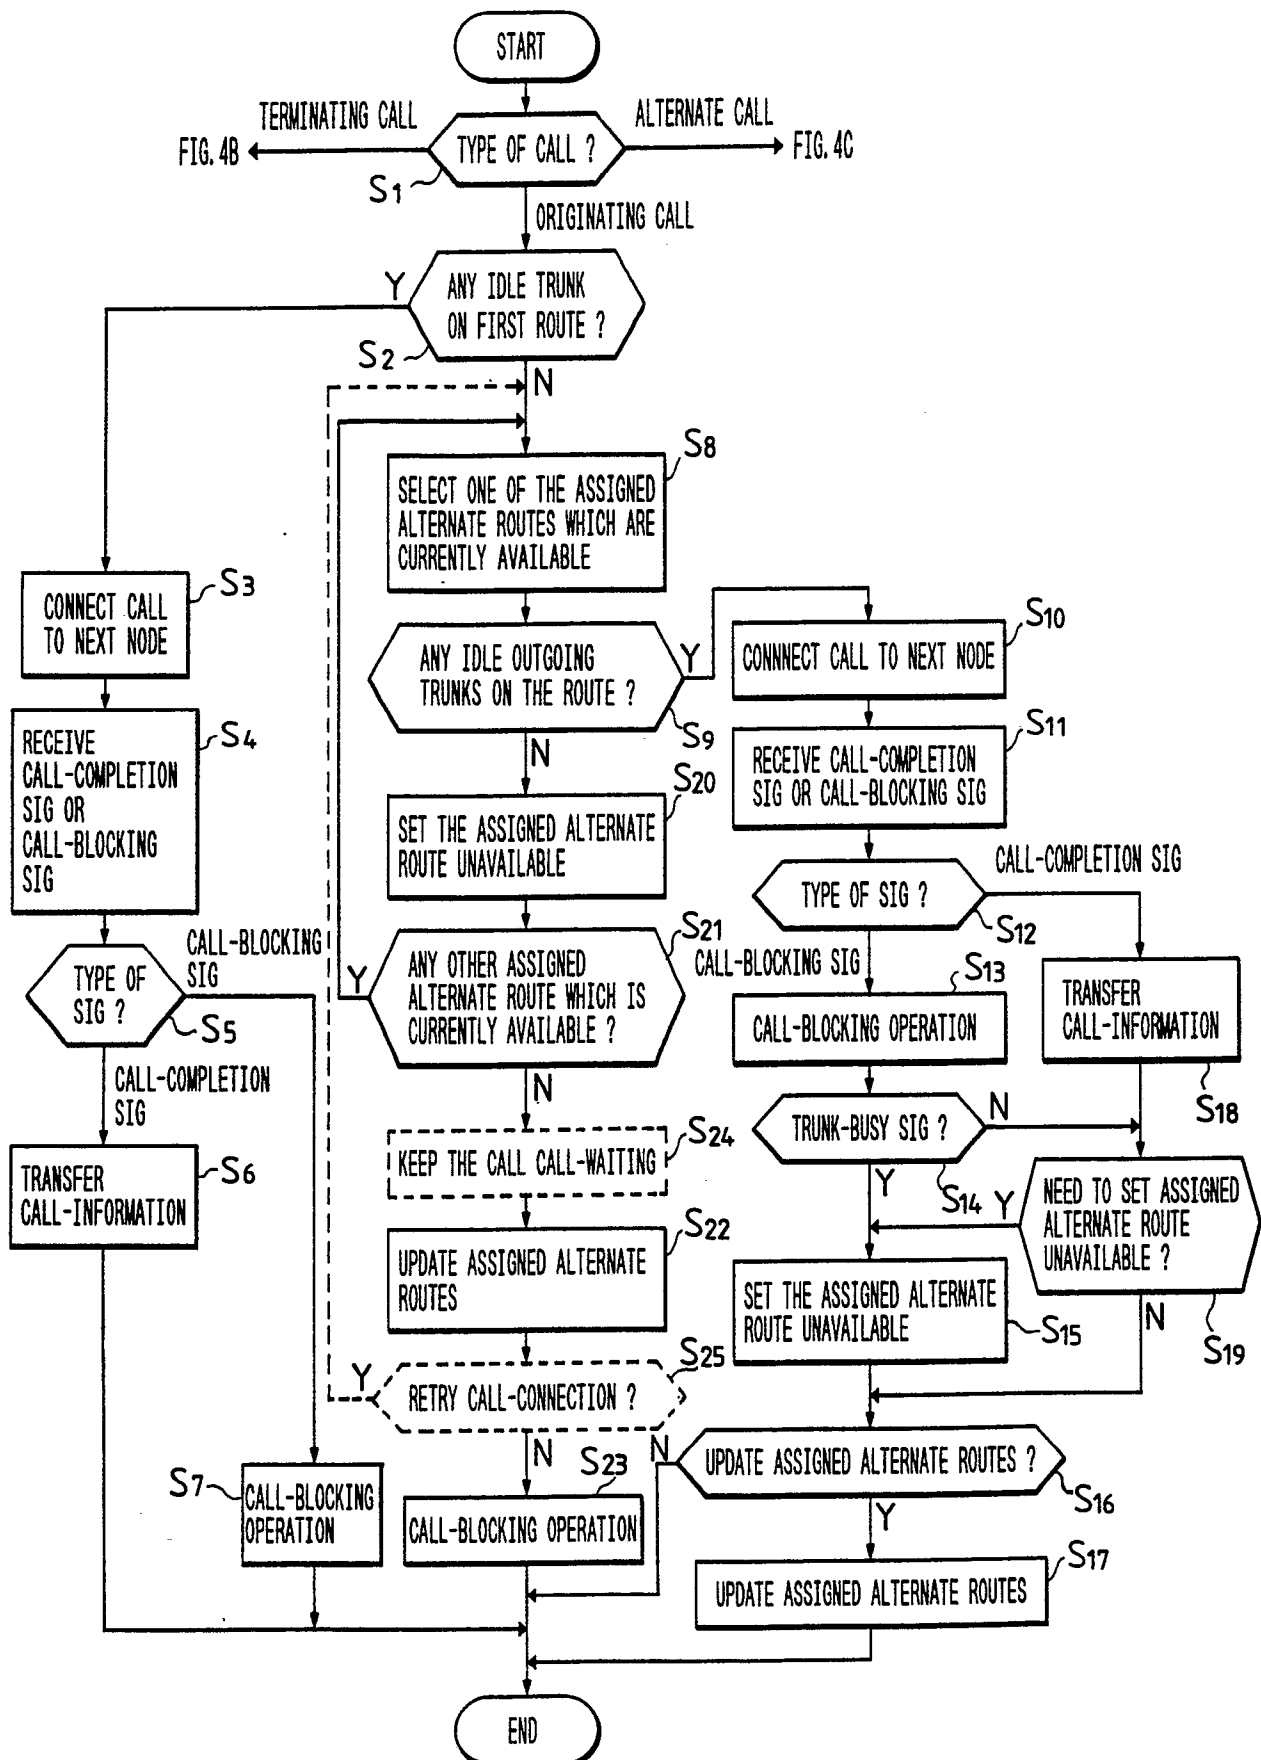 START
TERMINATING CALL
ALTERNATE CALL
FIG. 4B
TYPE OF CALL ?
FIG. 4C
S1
ORIGINATING CALL
Y
ANY IDLE TRUNK
ON FIRST ROUTE ?
S2
N
S8
SELECT ONE OF THE ASSIGNED
ALTERNATE ROUTES WHICH ARE
CURRENTLY AVAILABLE
S3
CONNECT CALL
TO NEXT NODE
ANY IDLE OUTGOING
TRUNKS ON THE ROUTE ?
Y
S9
N
S10
CONNNECT CALL TO NEXT NODE
S4
RECEIVE
CALL-COMPLETION
SIG OR
CALL-BLOCKING
SIG
S11
RECEIVE CALL-COMPLETION
SIG OR CALL-BLOCKING SIG
S20
SET THE ASSIGNED ALTERNATE
ROUTE UNAVAILABLE
TYPE OF SIG ?
CALL-COMPLETION SIG
S12
CALL-BLOCKING SIG
TYPE OF
SIG ?
CALL-BLOCKING
SIG
S5
CALL-COMPLETION
SIG
S21
Y
ANY OTHER ASSIGNED
ALTERNATE ROUTE WHICH IS
CURRENTLY AVAILABLE ?
N
S13
CALL-BLOCKING OPERATION
TRANSFER
CALL-INFORMATION
S18
TRUNK-BUSY SIG ?
N
S14
Y
S24
KEEP THE CALL CALL-WAITING
S6
TRANSFER
CALL-INFORMATION
Y
NEED TO SET ASSIGNED
ALTERNATE ROUTE
UNAVAILABLE ?
N
S19
S22
UPDATE ASSIGNED ALTERNATE
ROUTES
SET THE ASSIGNED ALTERNATE
ROUTE UNAVAILABLE
S15
Y
S25
RETRY CALL-CONNECTION ?
N
N
UPDATE ASSIGNED ALTERNATE ROUTES ?
S16
Y
S7
CALL-BLOCKING
OPERATION
S23
CALL-BLOCKING OPERATION
S17
UPDATE ASSIGNED ALTERNATE ROUTES
END